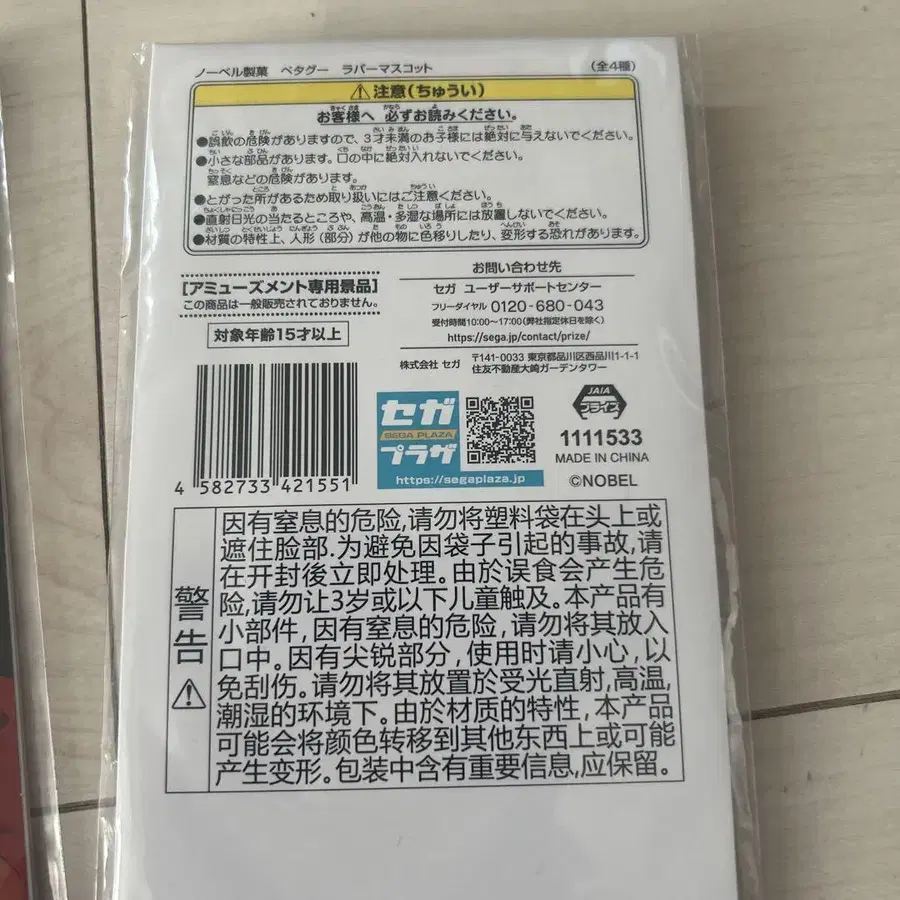 ノーベル製菓 ペタグー ラバーマスコット (全4種)
⚠注意(ちゅうい)
お客様へ 必ずお読みください。
●誤飲の危険がありますので、3才未満のお子様には絶対に与えないでください。
●小さな部品があります。口の中に絶対入れないでください。
窒息などの危険があります。
●とがった所があるため取り扱いにはご注意ください。
●直射日光の当たるところや、高温・多湿な場所には放置しないでください。
●材質の特性上、人形(部分)が他の物に色移りしたり、変形する恐れがあります。
[アミューズメント専用景品]
この商品は一般販売されておりません。
対象年齢15才以上
お問い合わせ先
セガ ユーザーサポートセンター
フリーダイヤル 0120-680-043
受付時間10:00~17:00(弊社指定休日を除く)
https://sega.jp/contact/prize/
株式会社 セガ 〒141-0033 東京都品川区西品川1-1-1
住友不動産大崎ガーデンタワー
4 582733 421551
セガ
SEGA PLAZA
プラザ
https://segaplaza.jp
JAIA
プライズ
1111533
MADE IN CHINA
©NOBEL
警告⚠
因有窒息的危险,请勿将塑料袋在头上或
遮住脸部.为避免因袋子引起的事故,请
在开封後立即处理。由於误食会产生危
险,请勿让3岁或以下儿童触及。本产品有
小部件,因有窒息的危险,请勿将其放入
口中。因有尖锐部分,使用时请小心,以
免刮伤。请勿将其放置於受光直射,高温,
潮湿的环境下。由於材质的特性,本产品
可能会将颜色转移到其他东西上或可能
产生变形。包装中含有重要信息,应保留。